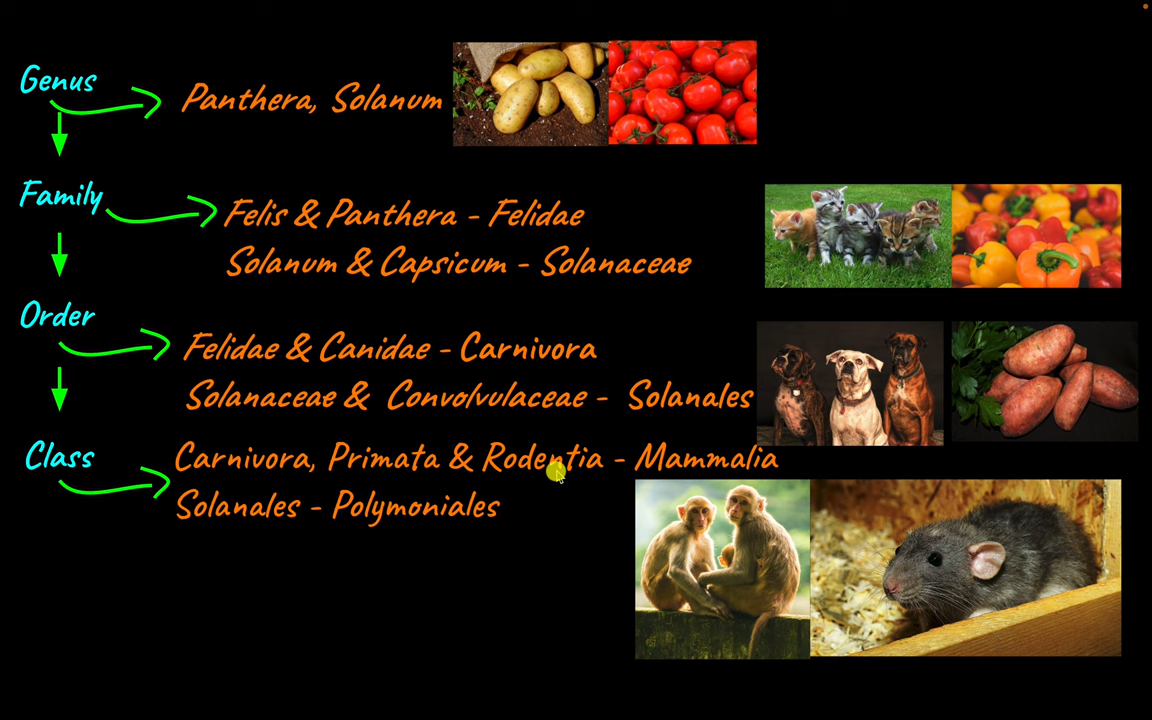 Genus
Panthera, Solanum
Family
Felis & Panthera - Felidae
Solanum & Capsicum - Solanaceae
Order
Felidae & Canidae - Carnivora
Solanaceae & Convolvulaceae - Solanales
Class
Carnivora, Primata & Rodentia - Mammalia
Solanales - Polymoniales